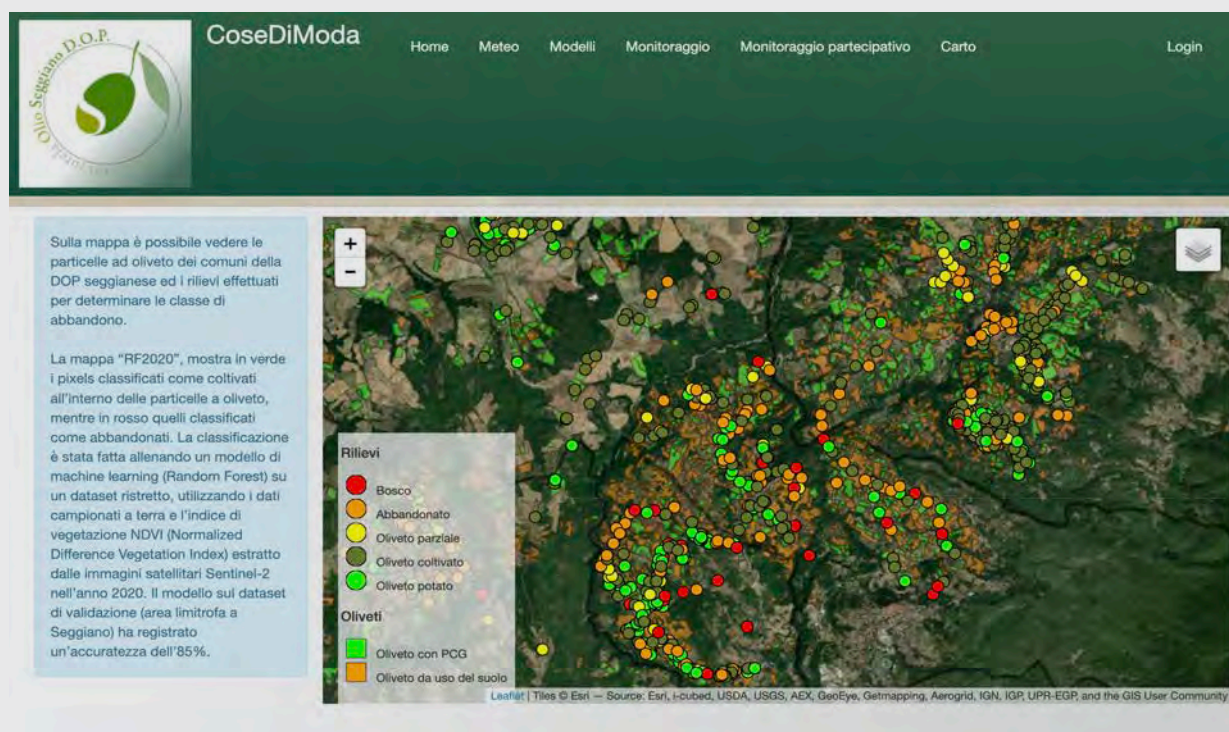 Olio Seggiano D.O.P.
CoseDiModa
Home
Meteo
Modelli
Monitoraggio
Monitoraggio partecipativo
Carto
Login
Sulla mappa è possibile vedere le
particelle ad oliveto dei comuni della
DOP seggianese ed i rilievi effettuati
per determinare le classe di
abbandono.
La mappa “RF2020”, mostra in verde
i pixels classificati come coltivati
all'interno delle particelle a oliveto,
mentre in rosso quelli classificati
come abbandonati. La classificazione
è stata fatta allenando un modello di
machine learning (Random Forest) su
un dataset ristretto, utilizzando i dati
campionati a terra e l'indice di
vegetazione NDVI (Normalized
Difference Vegetation Index) estratto
dalle immagini satellitari Sentinel-2
nell'anno 2020. Il modello sul dataset
di validazione (area limitrofa a
Seggiano) ha registrato
un'accuratezza dell'85%.
+
−
Rilievi
Bosco
Abbandonato
Oliveto parziale
Oliveto coltivato
Oliveto potato
Oliveti
Oliveto con PCG
Oliveto da uso del suolo
Leaflet | Tiles © Esri — Source: Esri, i-cubed, USDA, USGS, AEX, GeoEye, Getmapping, Aerogrid, IGN, IGP, UPR-EGP, and the GIS User Community